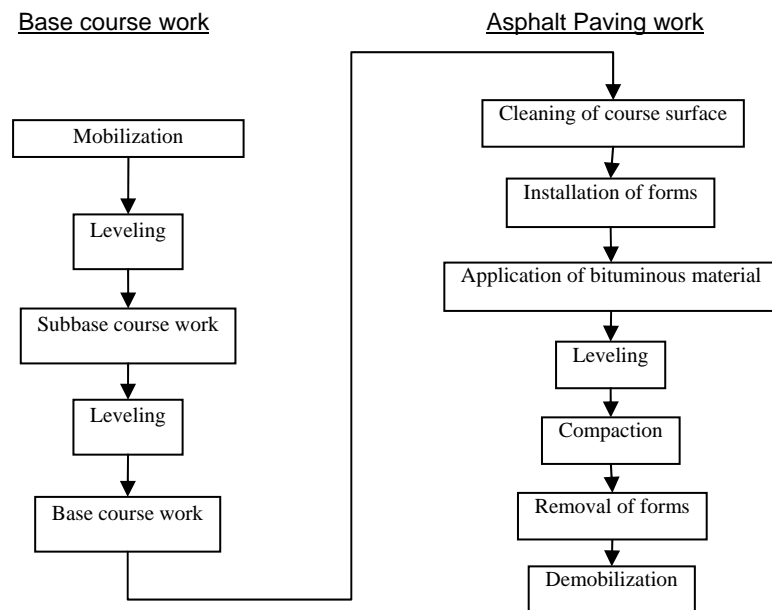 Base course work
Mobilization
Leveling
Subbase course work
Leveling
Base course work
Asphalt Paving work
Cleaning of course surface
Installation of forms
Application of bituminous material
Leveling
Compaction
Removal of forms
Demobilization